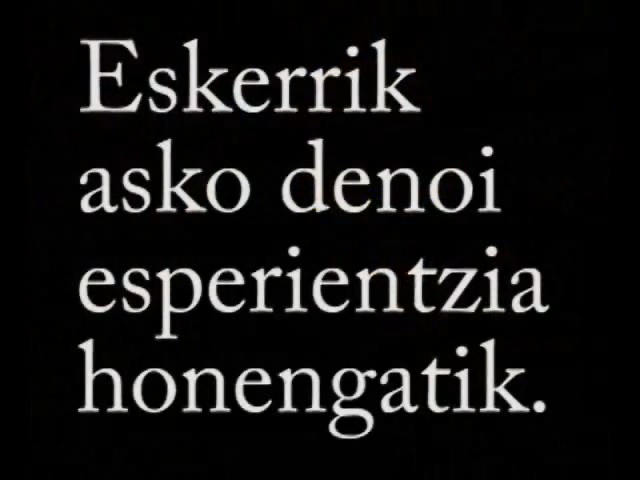 Eskerrik
asko denoi
esperientzia
honengatik.